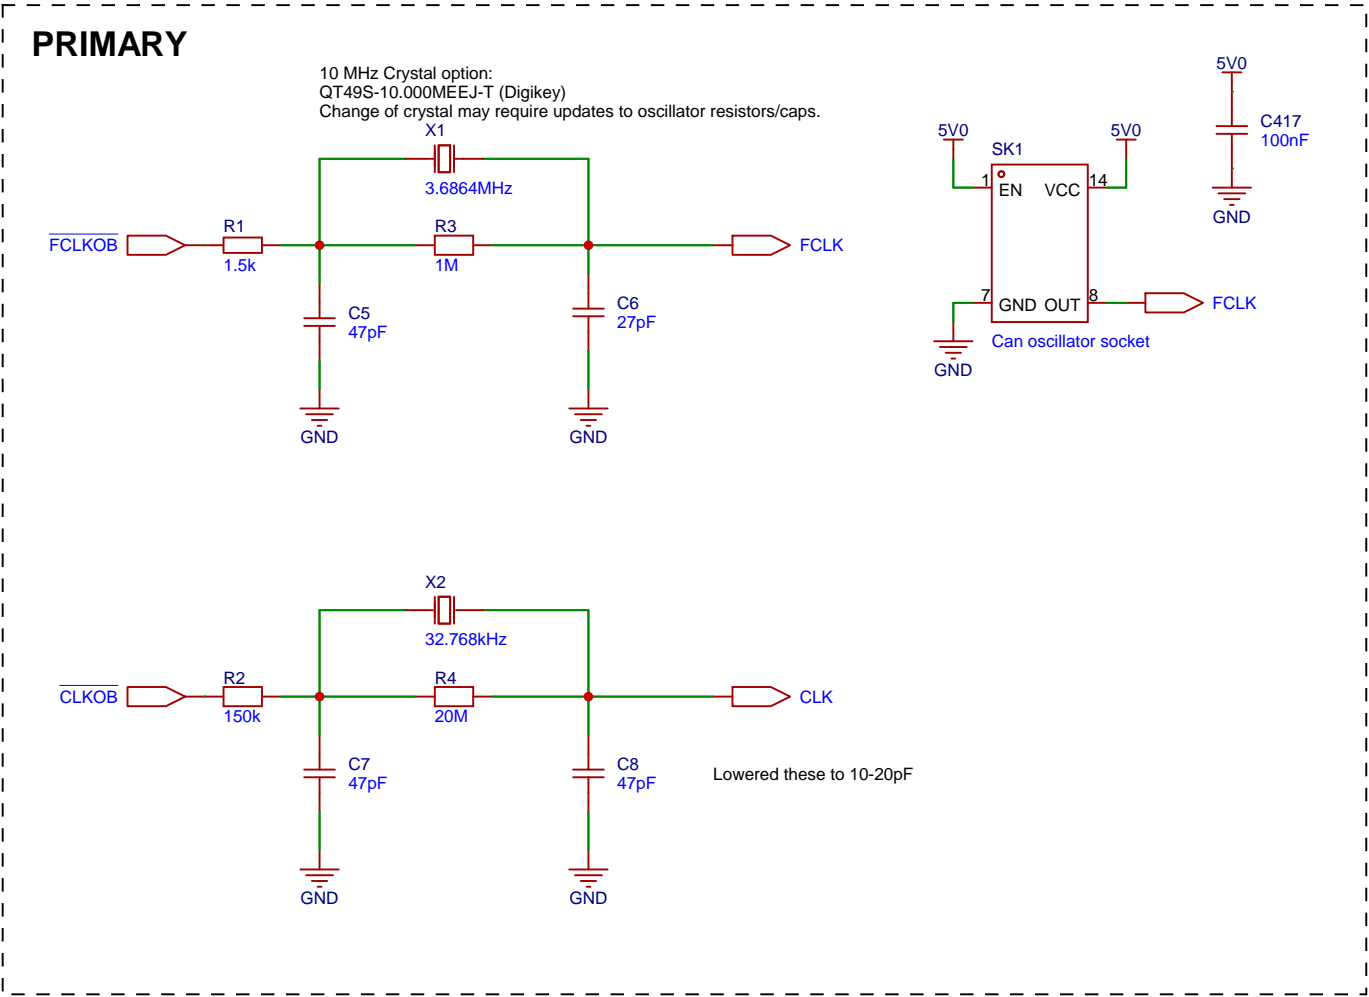 PRIMARY
10 MHz Crystal option:
QT49S-10.000MEEJ-T (Digikey)
Change of crystal may require updates to oscillator resistors/caps.
X1
3.6864MHz
FCLKOB
R1
1.5k
R3
1M
FCLK
C5
47pF
C6
27pF
GND
GND
5V0
5V0
SK1
1
EN
VCC
14
7
GND
OUT
8
FCLK
Can oscillator socket
GND
5V0
C417
100nF
GND
X2
32.768kHz
CLKOB
R2
150k
R4
20M
CLK
C7
47pF
C8
47pF
Lowered these to 10-20pF
GND
GND